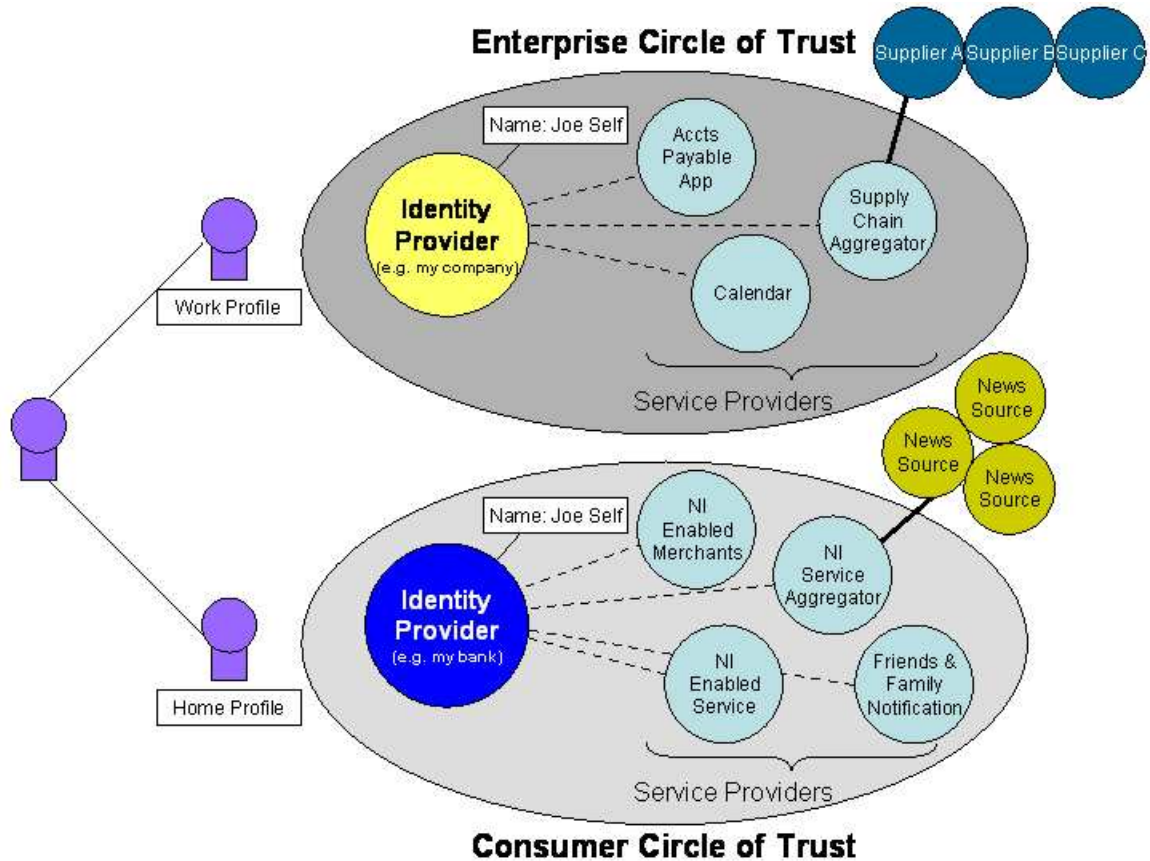 Enterprise Circle of Trust
Supplier A
Supplier B
Supplier C
Name: Joe Self
Accts
Payable
App
Identity
Provider
(e.g. my company)
Supply
Chain
Aggregator
Calendar
Work Profile
Service Providers
News
Source
News
Source
News
Source
Name: Joe Self
NI
Enabled
Merchants
NI
Service
Aggregator
Identity
Provider
(e.g. my bank)
NI
Enabled
Service
Friends &
Family
Notification
Home Profile
Service Providers
Consumer Circle of Trust